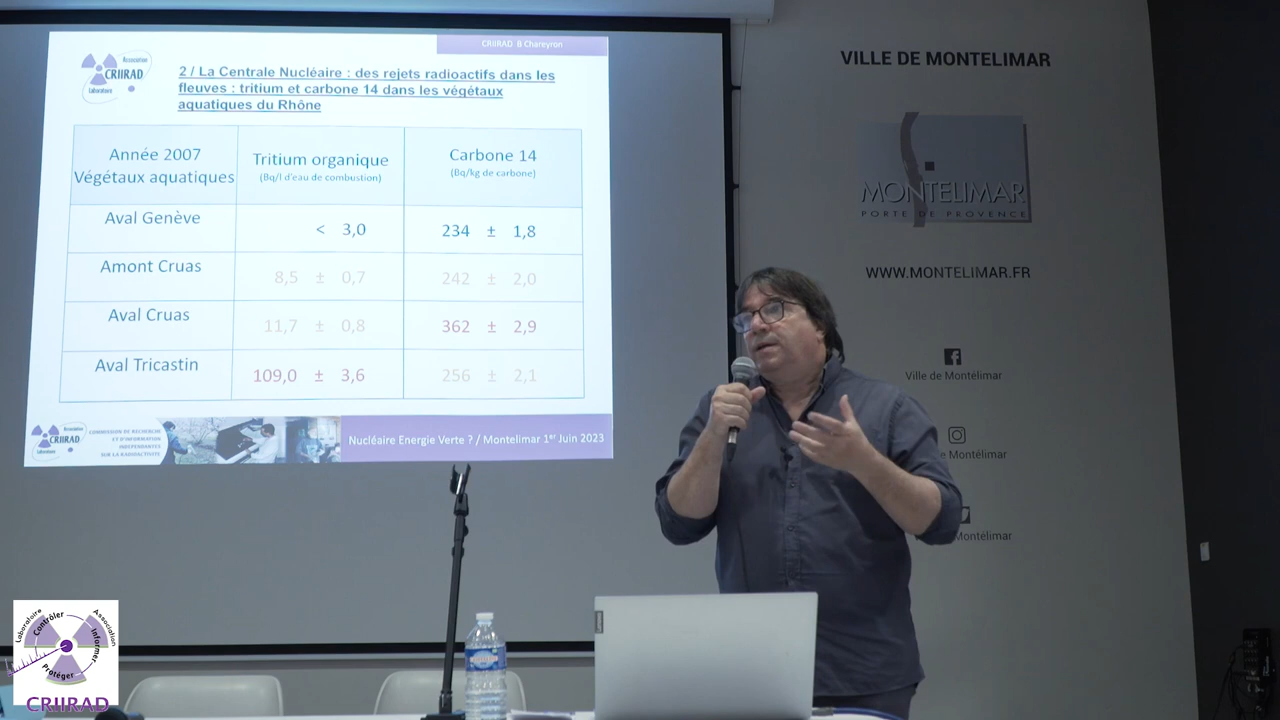 CRIIRAD B Chareyron
Association
CRIIRAD
Laboratoire
2 / La Centrale Nucléaire : des rejets radioactifs dans les
fleuves : tritium et carbone 14 dans les végétaux
aquatiques du Rhône
Année 2007
Végétaux aquatiques
Tritium organique
(Bq/l d'eau de combustion)
Carbone 14
(Bq/kg de carbone)
Aval Genève
< 3,0
234 ± 1,8
Amont Cruas
8,5 ± 0,7
242 ± 2,0
Aval Cruas
11,7 ± 0,8
362 ± 2,9
Aval Tricastin
109,0 ± 3,6
256 ± 2,1
Association
CRIIRAD
Laboratoire
COMMISSION DE RECHERCHE
ET D'INFORMATION
INDEPENDANTES
SUR LA RADIOACTIVITE
Nucléaire Energie Verte ? / Montelimar 1er Juin 2023
VILLE DE MONTELIMAR
MONTELIMAR
PORTE DE PROVENCE
WWW.MONTELIMAR.FR
Ville de Montélimar
de Montélimar
Montélimar
Laboratoire
Association
Contrôler
Informer
Protéger
CRIIRAD